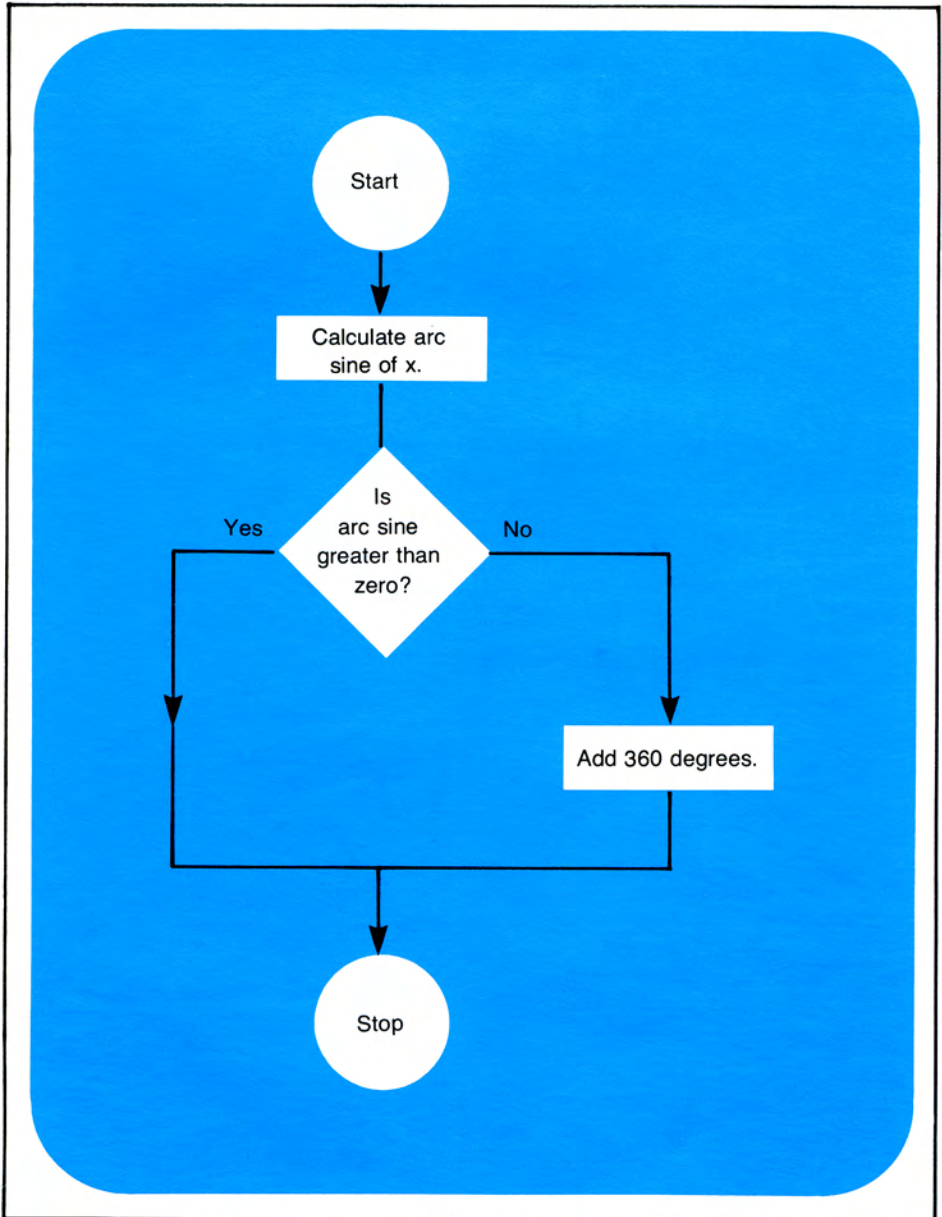 Start
Calculate arc
sine of x.
Is
arc sine
greater than
zero?
Yes
No
Add 360 degrees.
Stop